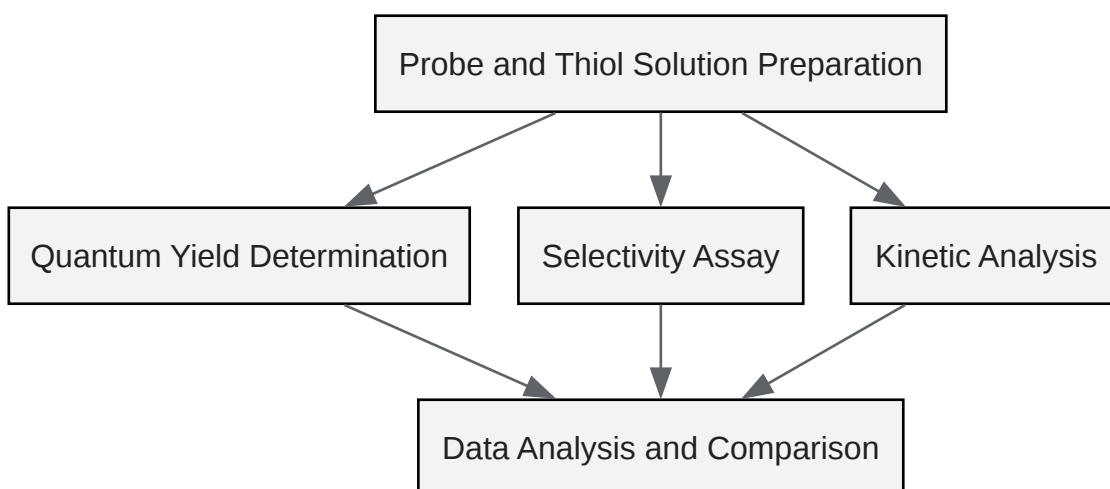 Probe and Thiol Solution Preparation
Quantum Yield Determination
Selectivity Assay
Kinetic Analysis
Data Analysis and Comparison